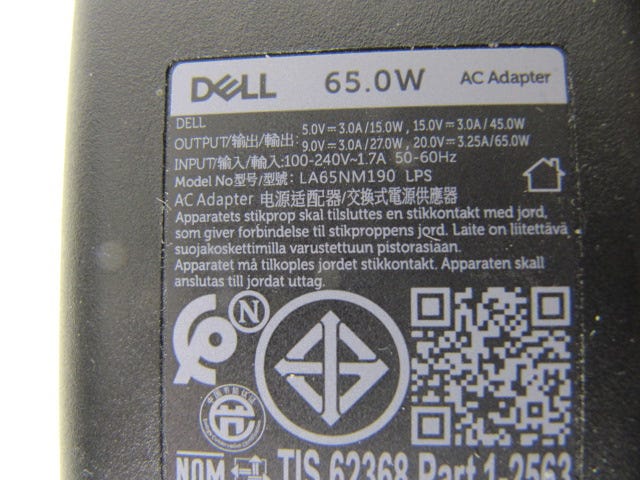 DELL 65.0W AC Adapter
DELL
OUTPUT/输出/輸出: 5.0V⎓3.0A/15.0W, 15.0V⎓3.0A/45.0W
9.0V⎓3.0A/27.0W, 20.0V⎓3.25A/65.0W
INPUT/输入/輸入:100-240V~1.7A 50-60Hz
Model No型号/型號: LA65NM190 LPS
AC Adapter 电源适配器/交換式電源供應器
Apparatets stikprop skal tilsluttes en stikkontakt med jord,
som giver forbindelse til stikproppens jord. Laite on liitettävä
suojakoskettimilla varustettuun pistorasiaan.
Apparatet må tilkoples jordet stikkontakt. Apparaten skall
anslutas till jordat uttag.
N
NOM TIS 62368 Part 1-2563